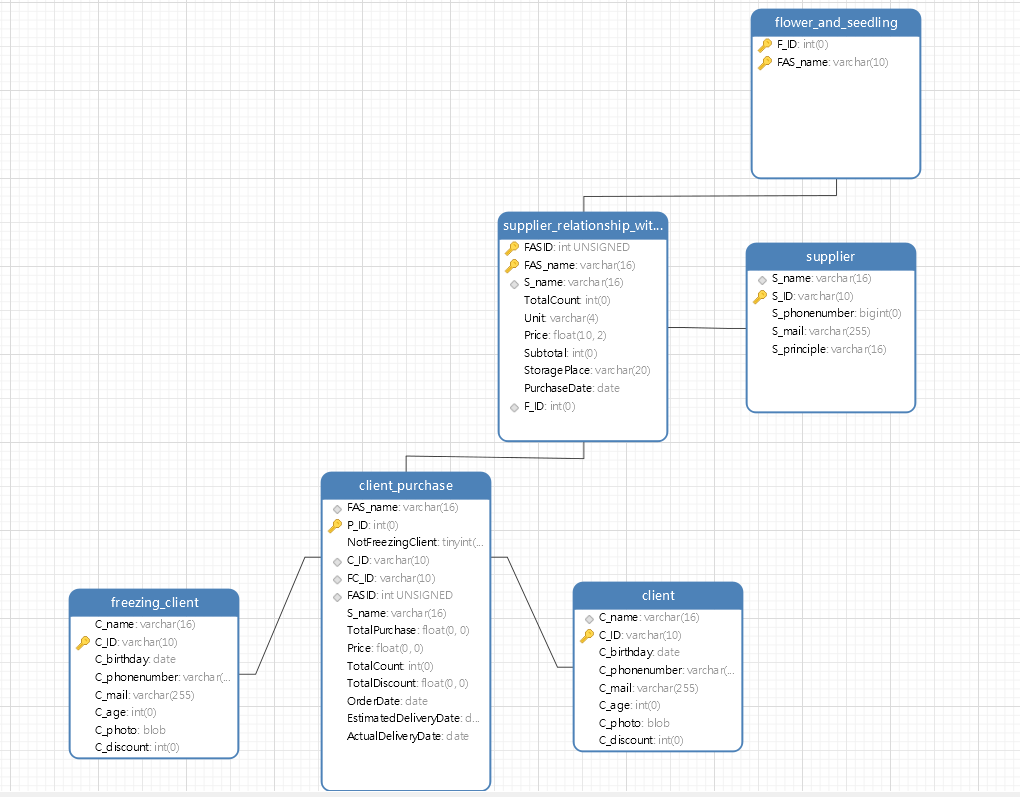 flower_and_seedling
F_ID: int(0)
FAS_name: varchar(10)
supplier_relationship_wit...
FASID: int UNSIGNED
FAS_name: varchar(16)
S_name: varchar(16)
TotalCount: int(0)
Unit: varchar(4)
Price: float(10, 2)
Subtotal: int(0)
StoragePlace: varchar(20)
PurchaseDate: date
F_ID: int(0)
supplier
S_name: varchar(16)
S_ID: varchar(10)
S_phonenumber: bigint(0)
S_mail: varchar(255)
S_principle: varchar(16)
client_purchase
FAS_name: varchar(16)
P_ID: int(0)
NotFreezingClient: tinyint(...
C_ID: varchar(10)
FC_ID: varchar(10)
FASID: int UNSIGNED
S_name: varchar(16)
TotalPurchase: float(0, 0)
Price: float(0, 0)
TotalCount: int(0)
TotalDiscount: float(0, 0)
OrderDate: date
EstimatedDeliveryDate: d...
ActualDeliveryDate: date
freezing_client
C_name: varchar(16)
C_ID: varchar(10)
C_birthday: date
C_phonenumber: varchar(...
C_mail: varchar(255)
C_age: int(0)
C_photo: blob
C_discount: int(0)
client
C_name: varchar(16)
C_ID: varchar(10)
C_birthday: date
C_phonenumber: varchar(...
C_mail: varchar(255)
C_age: int(0)
C_photo: blob
C_discount: int(0)